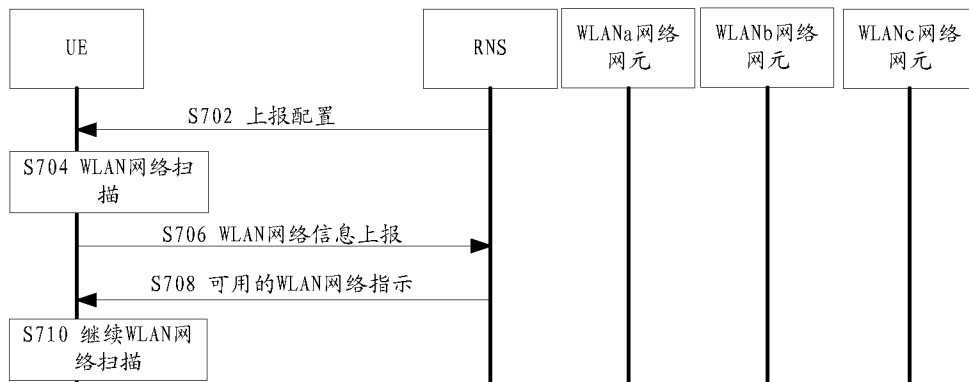 UE
RNS
WLANa网络
网元
WLANb网络
网元
WLANc网络
网元
S702 上报配置
S704 WLAN网络扫
描
S706 WLAN网络信息上报
S708 可用的WLAN网络指示
S710 继续WLAN网
络扫描